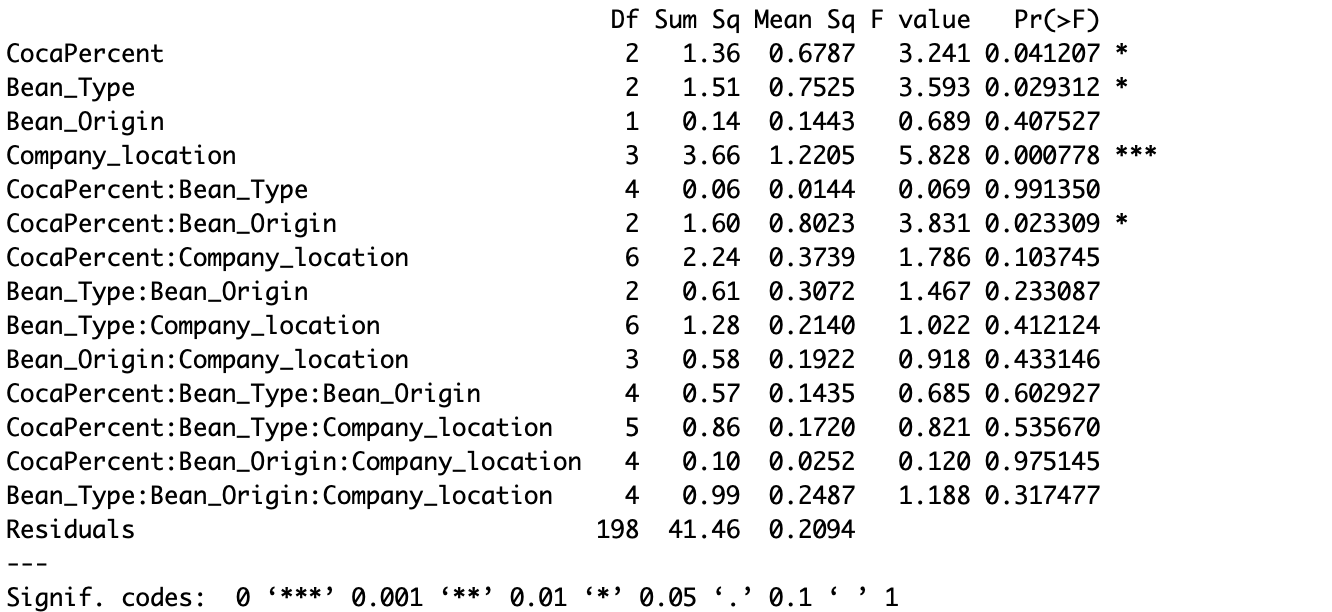 Df Sum Sq Mean Sq F value Pr(>F)
CocaPercent 2 1.36 0.6787 3.241 0.041207 *
Bean_Type 2 1.51 0.7525 3.593 0.029312 *
Bean_Origin 1 0.14 0.1443 0.689 0.407527
Company_location 3 3.66 1.2205 5.828 0.000778 ***
CocaPercent:Bean_Type 4 0.06 0.0144 0.069 0.991350
CocaPercent:Bean_Origin 2 1.60 0.8023 3.831 0.023309 *
CocaPercent:Company_location 6 2.24 0.3739 1.786 0.103745
Bean_Type:Bean_Origin 2 0.61 0.3072 1.467 0.233087
Bean_Type:Company_location 6 1.28 0.2140 1.022 0.412124
Bean_Origin:Company_location 3 0.58 0.1922 0.918 0.433146
CocaPercent:Bean_Type:Bean_Origin 4 0.57 0.1435 0.685 0.602927
CocaPercent:Bean_Type:Company_location 5 0.86 0.1720 0.821 0.535670
CocaPercent:Bean_Origin:Company_location 4 0.10 0.0252 0.120 0.975145
Bean_Type:Bean_Origin:Company_location 4 0.99 0.2487 1.188 0.317477
Residuals 198 41.46 0.2094
---
Signif. codes: 0 ‘***’ 0.001 ‘**’ 0.01 ‘*’ 0.05 ‘.’ 0.1 ‘ ’ 1